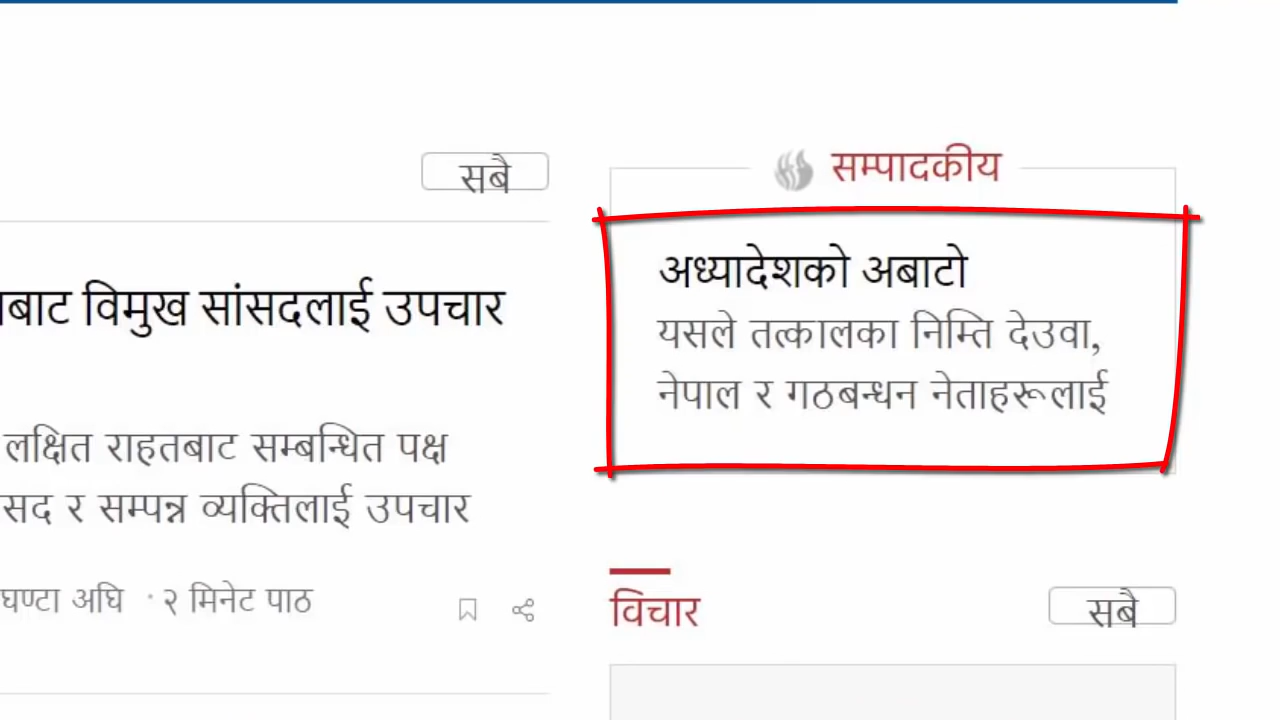 सबै
बाट विमुख सांसदलाई उपचार
लक्षित राहतबाट सम्बन्धित पक्ष
सद र सम्पन्न व्यक्तिलाई उपचार
घण्टा अघि · २ मिनेट पाठ
सम्पादकीय
अध्यादेशको अबाटो
यसले तत्कालका निम्ति देउवा,
नेपाल र गठबन्धन नेताहरूलाई
विचार
सबै